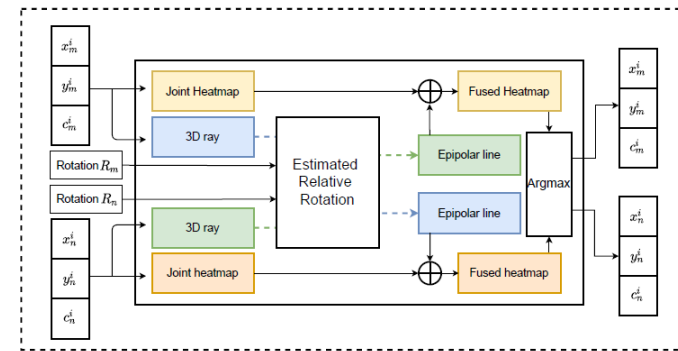 x_m^i
y_m^i
c_m^i
Joint Heatmap
Fused Heatmap
3D ray
Rotation R_m
Rotation R_n
Estimated
Relative
Rotation
Epipolar line
Epipolar line
Argmax
3D ray
Joint heatmap
Fused heatmap
x_n^i
y_n^i
c_n^i
x_m^i
y_m^i
c_m^i
x_n^i
y_n^i
c_n^i